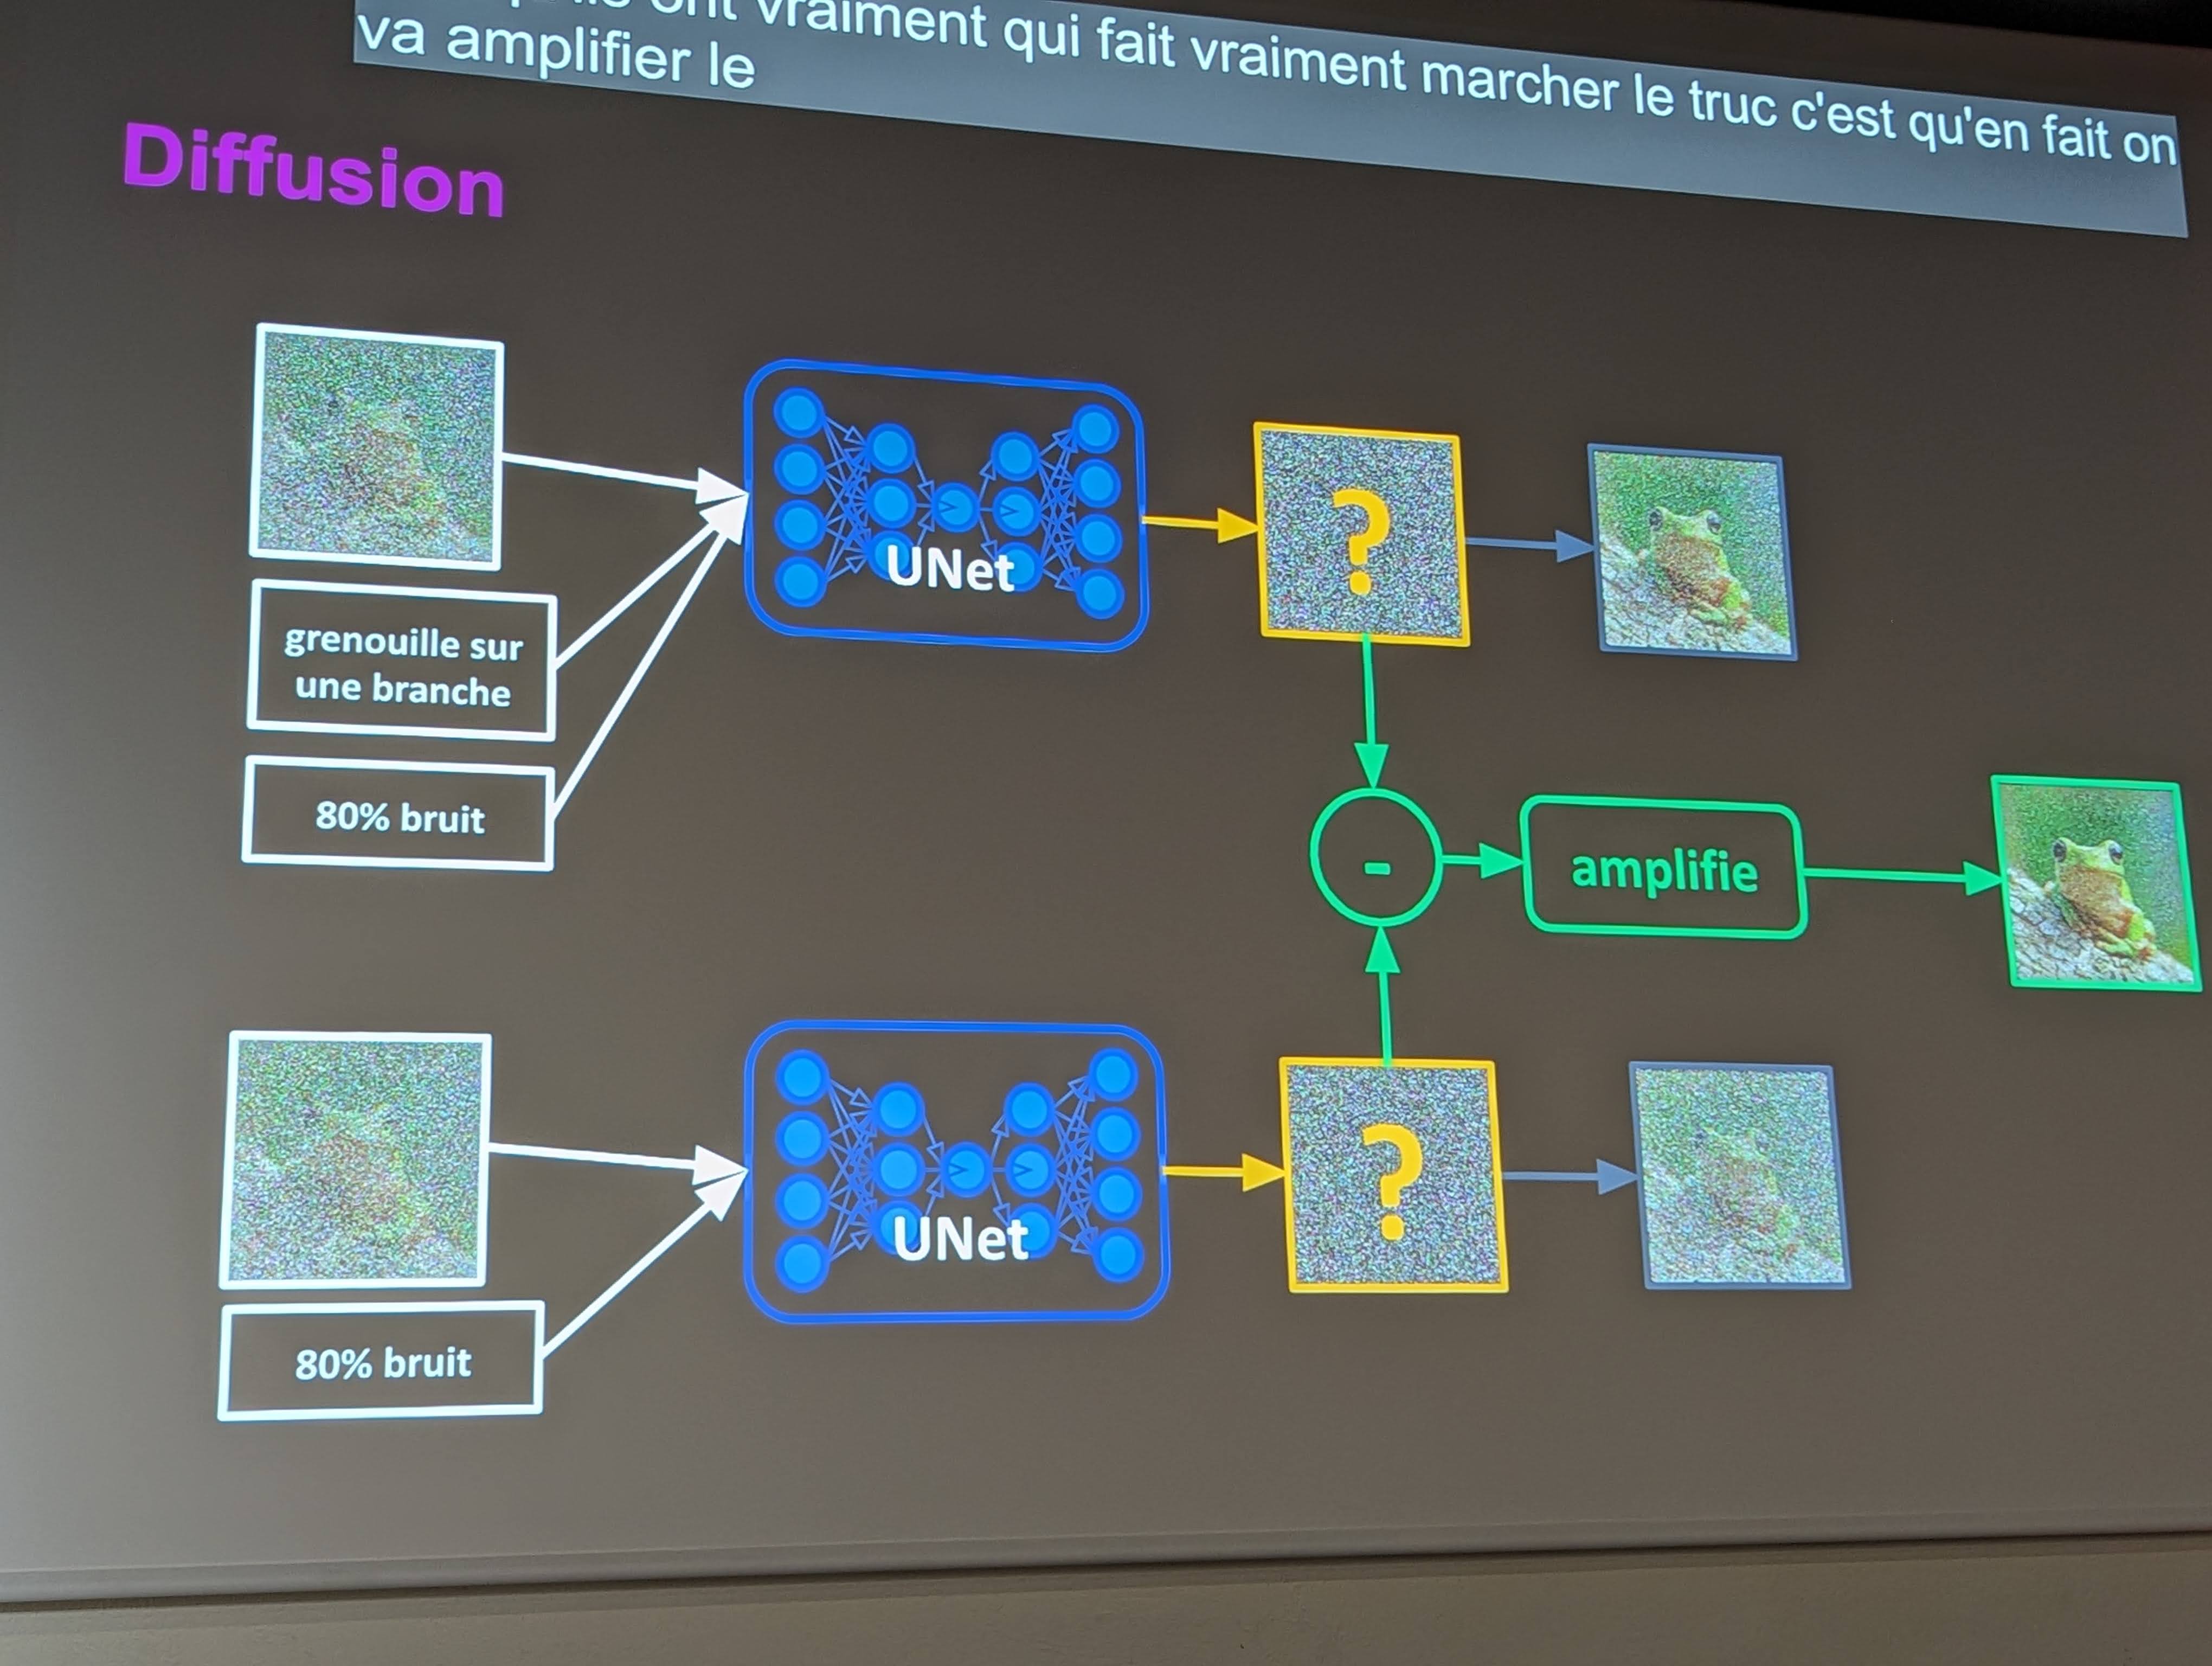 ont vraiment qui fait vraiment marcher le truc c'est qu'en fait on
va amplifier le
Diffusion
UNet
?
grenouille sur
une branche
80% bruit
-
amplifie
UNet
?
80% bruit